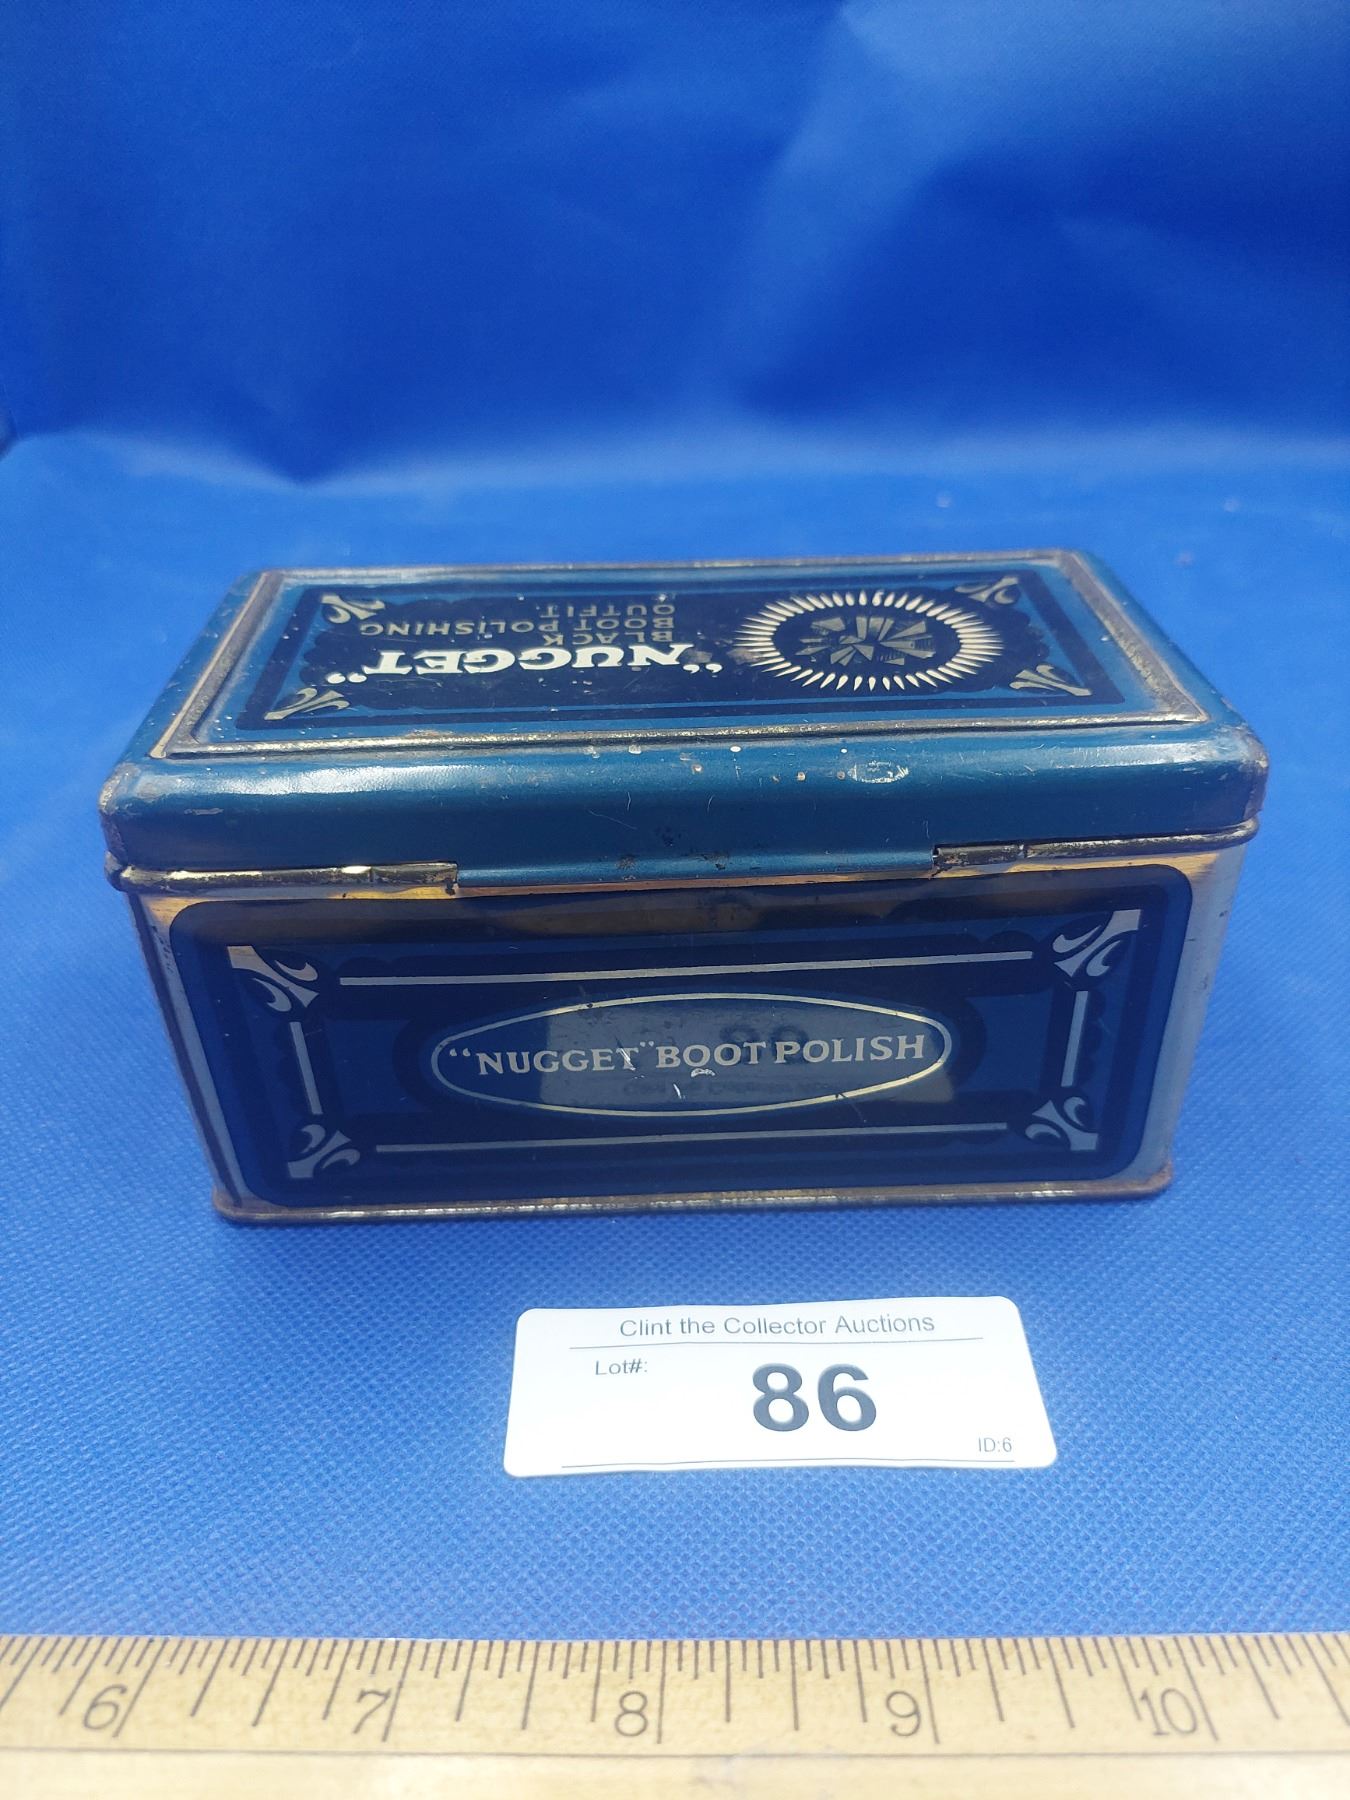 "NUGGET"
BLACK
BOOT POLISHING
OUTFIT.
"NUGGET" BOOT POLISH
Clint the Collector Auctions
Lot#:
86
ID:6
6 7 8 9 10